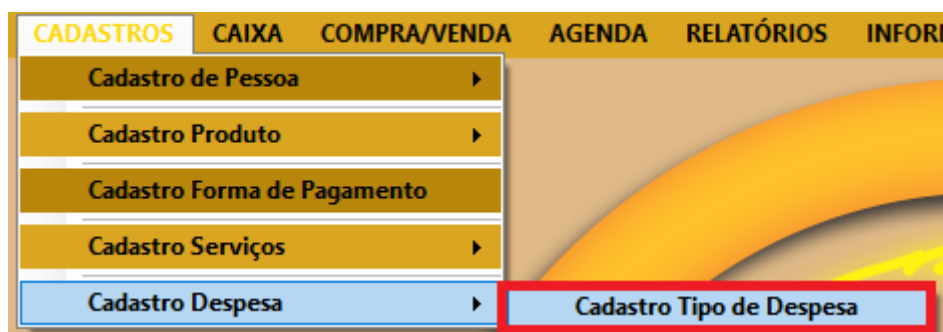 CADASTROS CAIXA COMPRA/VENDA AGENDA RELATÓRIOS
Cadastro de Pessoa
Cadastro Produto
Cadastro Forma de Pagamento
Cadastro Serviços
Cadastro Despesa
Cadastro Tipo de Despesa